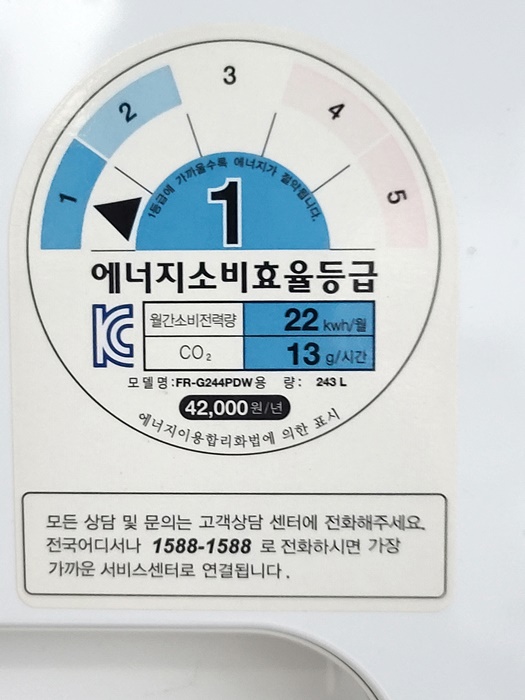 3
2
4
1
5
1등급에 가까울수록 에너지가 절약됩니다.
1
에너지소비효율등급
월간소비전력량 22 kwh/월
CO₂ 13 g/시간
모델명:FR-G244PDW 용 량: 243 L
42,000 원/년
에너지이용합리화법에 의한 표시
모든 상담 및 문의는 고객상담 센터에 전화해주세요.
전국어디서나 1588-1588 로 전화하시면 가장
가까운 서비스센터로 연결됩니다.